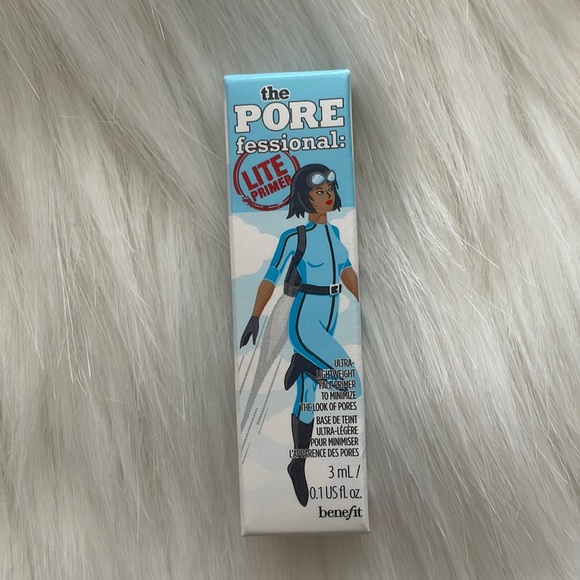 the
PORE
fessional:
LITE
PRIMER
ULTRA-
LIGHTWEIGHT
FACE PRIMER
TO MINIMIZE
THE LOOK OF PORES
BASE DE TEINT
ULTRA-LÉGÈRE
POUR MINIMISER
L'APPARENCE DES PORES
3 mL /
0.1 US fl. oz.
benefit